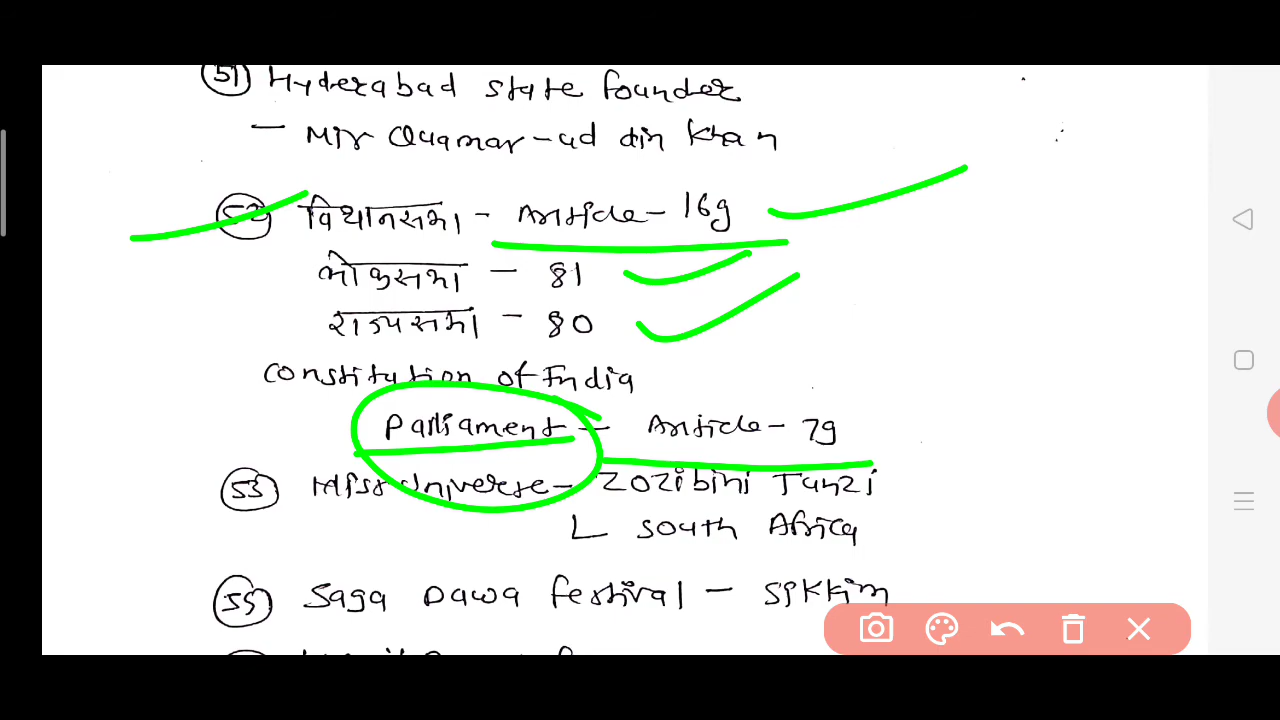 51 Hyderabad state founder
- Mir Quamar-ud din Khan
52 विधानसभा - Article - 169
लोकसभा - 81
राज्यसभा - 80
constitution of India
Parliament - Article - 79
53 Miss Universe - Zozibini Tunzi
L South Africa
55 Saga Dawa festival - Sikkim